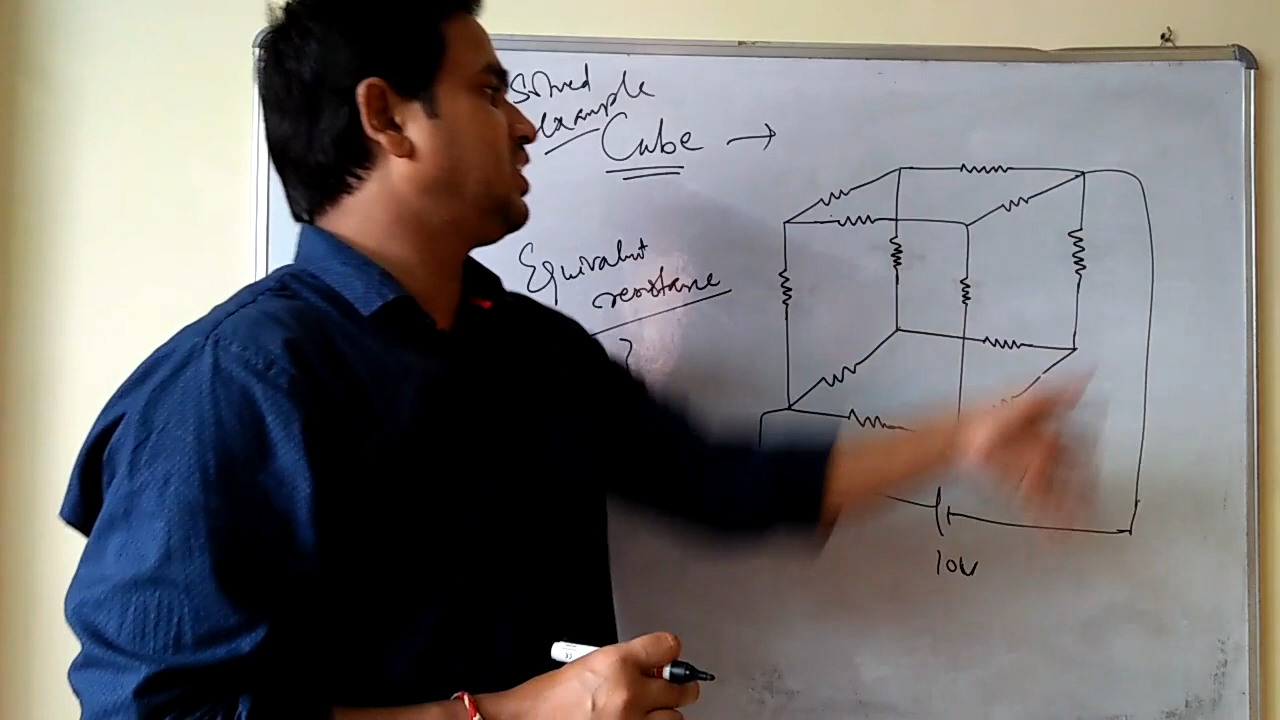 Solved
example
Cube →
Equivalent
resistance
?
10V